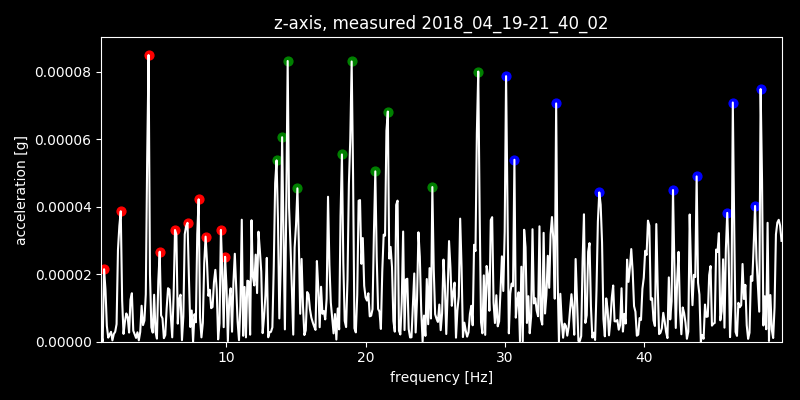 z-axis, measured 2018_04_19-21_40_02
0.00008
0.00006
0.00004
0.00002
0.00000
acceleration [g]
10 20 30 40
frequency [Hz]